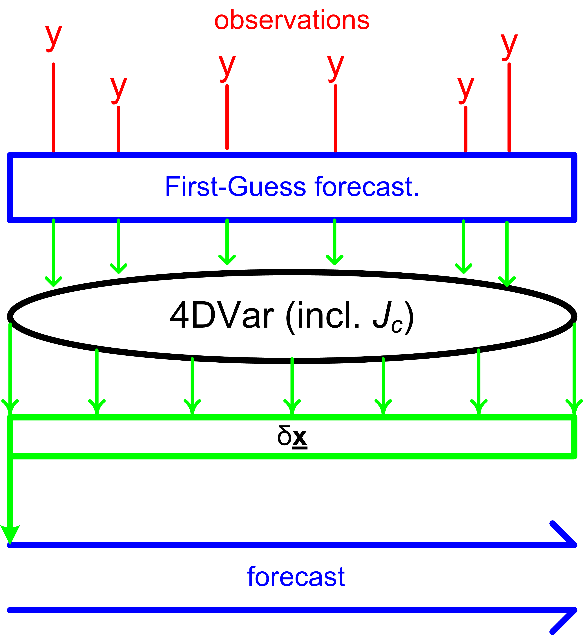 observations
y y y y y y
First-Guess forecast.
4DVar (incl. Jc)
δx
forecast